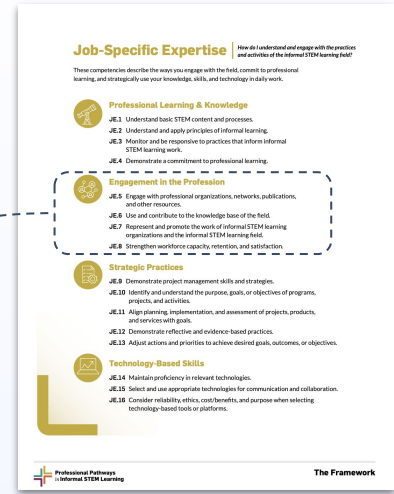 Job-Specific Expertise
How do I understand and engage with the practices
and activities of the informal STEM learning field?
These competencies describe the ways you engage with the field, commit to professional
learning, and strategically use your knowledge, skills, and technology in daily work.
Professional Learning & Knowledge
JE.1 Understand basic STEM content and processes.
JE.2 Understand and apply principles of informal learning.
JE.3 Monitor and be responsive to practices that inform informal
STEM learning work.
JE.4 Demonstrate a commitment to professional learning.
Engagement in the Profession
JE.5 Engage with professional organizations, networks, publications,
and other resources.
JE.6 Use and contribute to the knowledge base of the field.
JE.7 Represent and promote the work of informal STEM learning
organizations and the informal STEM learning field.
JE.8 Strengthen workforce capacity, retention, and satisfaction.
Strategic Practices
JE.9 Demonstrate project management skills and strategies.
JE.10 Identify and understand the purpose, goals, or objectives of programs,
projects, and activities.
JE.11 Align planning, implementation, and assessment of projects, products,
and services with goals.
JE.12 Demonstrate reflective and evidence-based practices.
JE.13 Adjust actions and priorities to achieve desired goals, outcomes, or objectives.
Technology-Based Skills
JE.14 Maintain proficiency in relevant technologies.
JE.15 Select and use appropriate technologies for communication and collaboration.
JE.16 Consider reliability, ethics, cost/benefits, and purpose when selecting
technology-based tools or platforms.
Professional Pathways
in Informal STEM Learning
The Framework